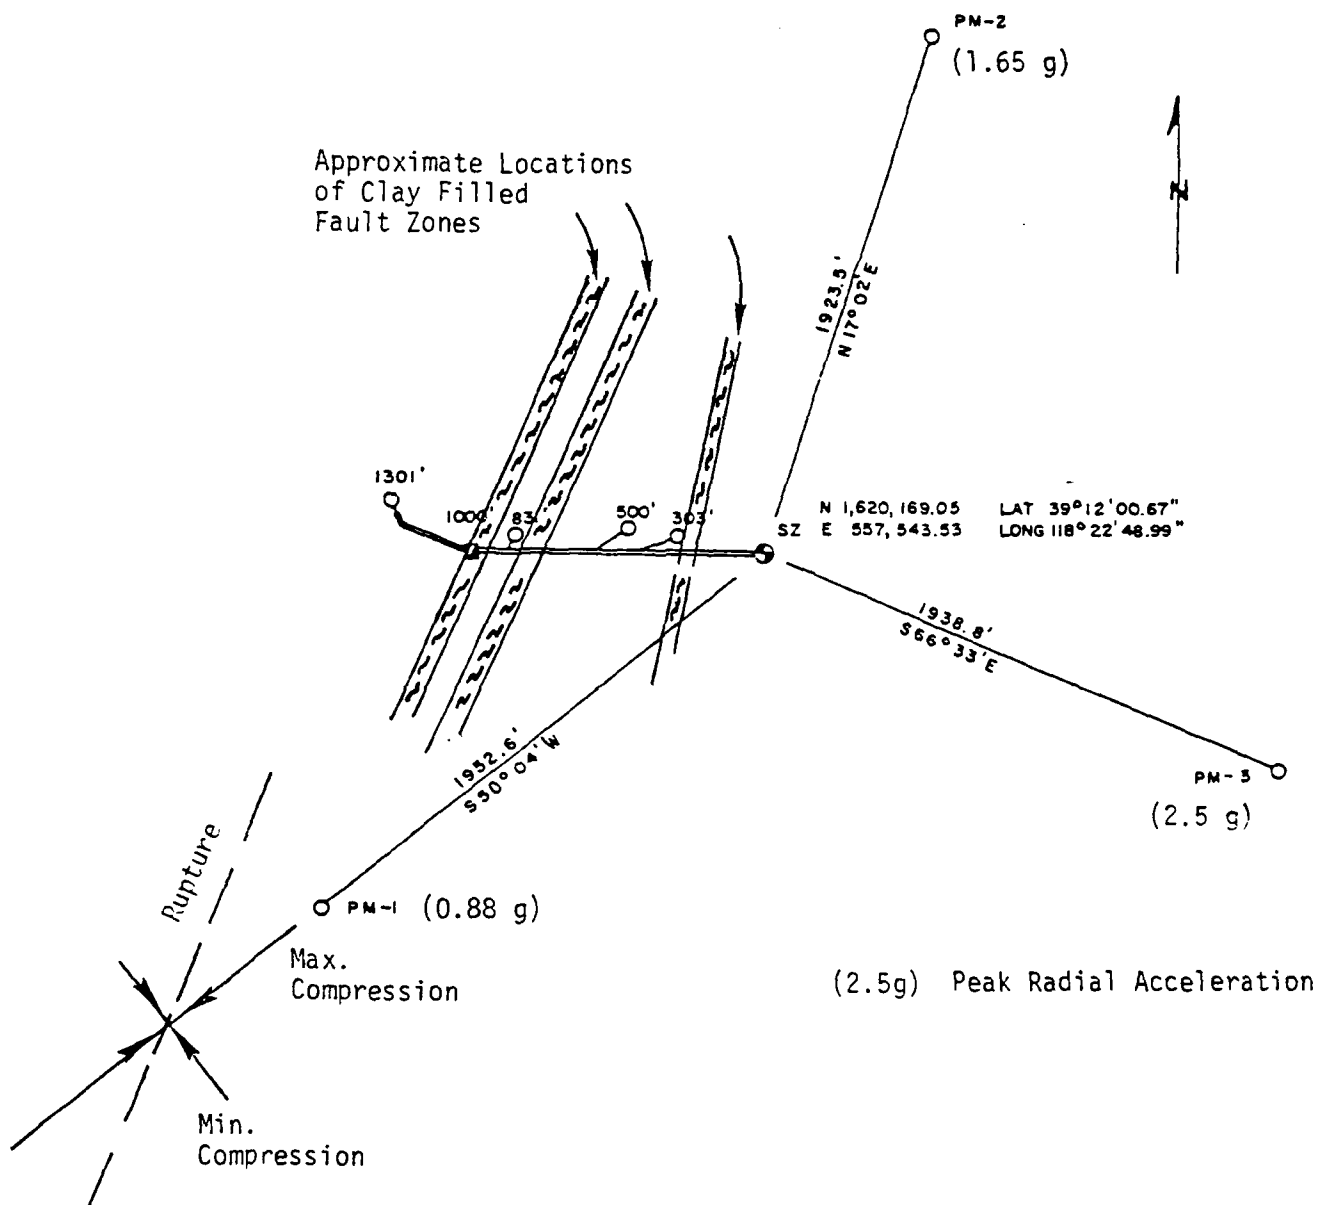 PM-2
(1.65 g)
Approximate Locations
of Clay Filled
Fault Zones
N
1923.5'
N 17° 02' E
1301'
1000'
83
500'
303'
N 1,620,169.05 LAT 39° 12' 00.67"
SZ E 557,543.53 LONG 118° 22' 48.99"
1938.8'
S 66° 33' E
1952.6'
S 50° 04' W
PM-3
(2.5 g)
Rupture
PM-1 (0.88 g)
Max.
Compression
(2.5g) Peak Radial Acceleration
Min.
Compression